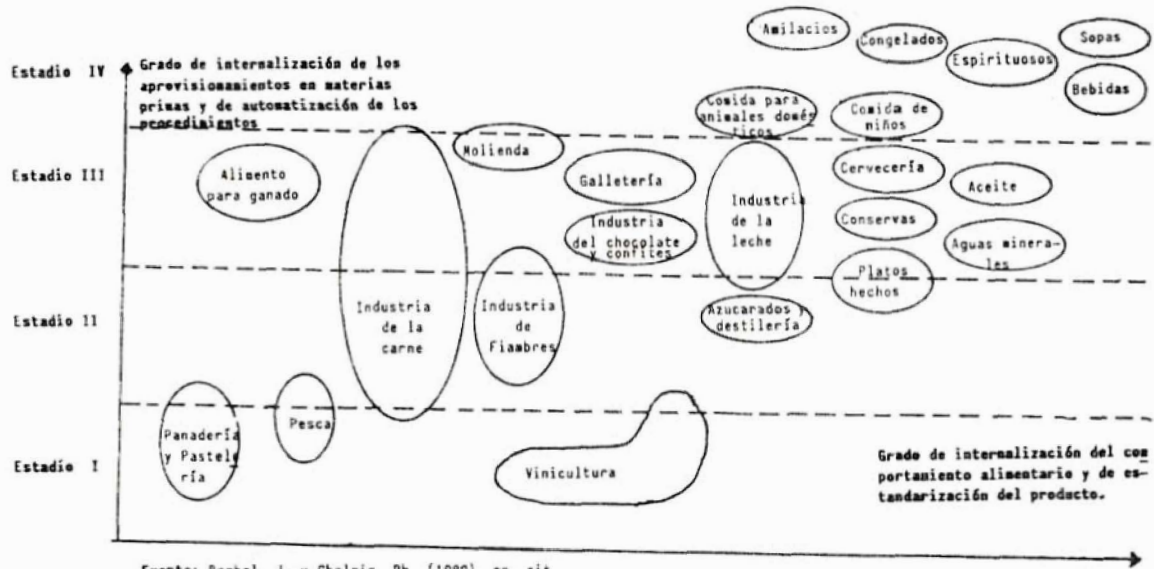 Estadio IV
Grado de internalización de los
aprovisionamientos en materias
primas y de automatización de los
procedimientos
Amilacios
Congelados
Espirituosos
Sopas
Bebidas
Comida para
animales domés
ticos
Comida de
niños
Estadio III
Alimento
para ganado
Molienda
Galletería
Industria
del chocolate
y confites
Industria
de la
leche
Cervecería
Conservas
Aceite
Aguas minera-
les
Platos
hechos
Estadio II
Industria
de la
carne
Industria
de
Fiambres
Azucarados y
destilería
Estadío I
Panadería
y Pastele
ría
Pesca
Vinicultura
Grado de internalización del com
portamiento alimentario y de es-
tandarización del producto.